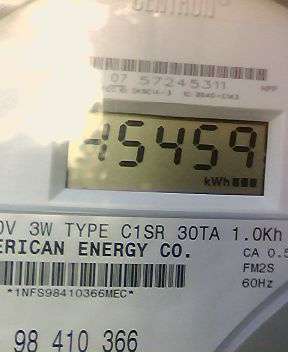 CENTRON®
07 57245311 HPP
45459
kWh
0V 3W TYPE C1SR 30TA 1.0Kh
ERICAN ENERGY CO.
CA 0.5
FM2S
60Hz
*1NFS98410366MEC*
98 410 366